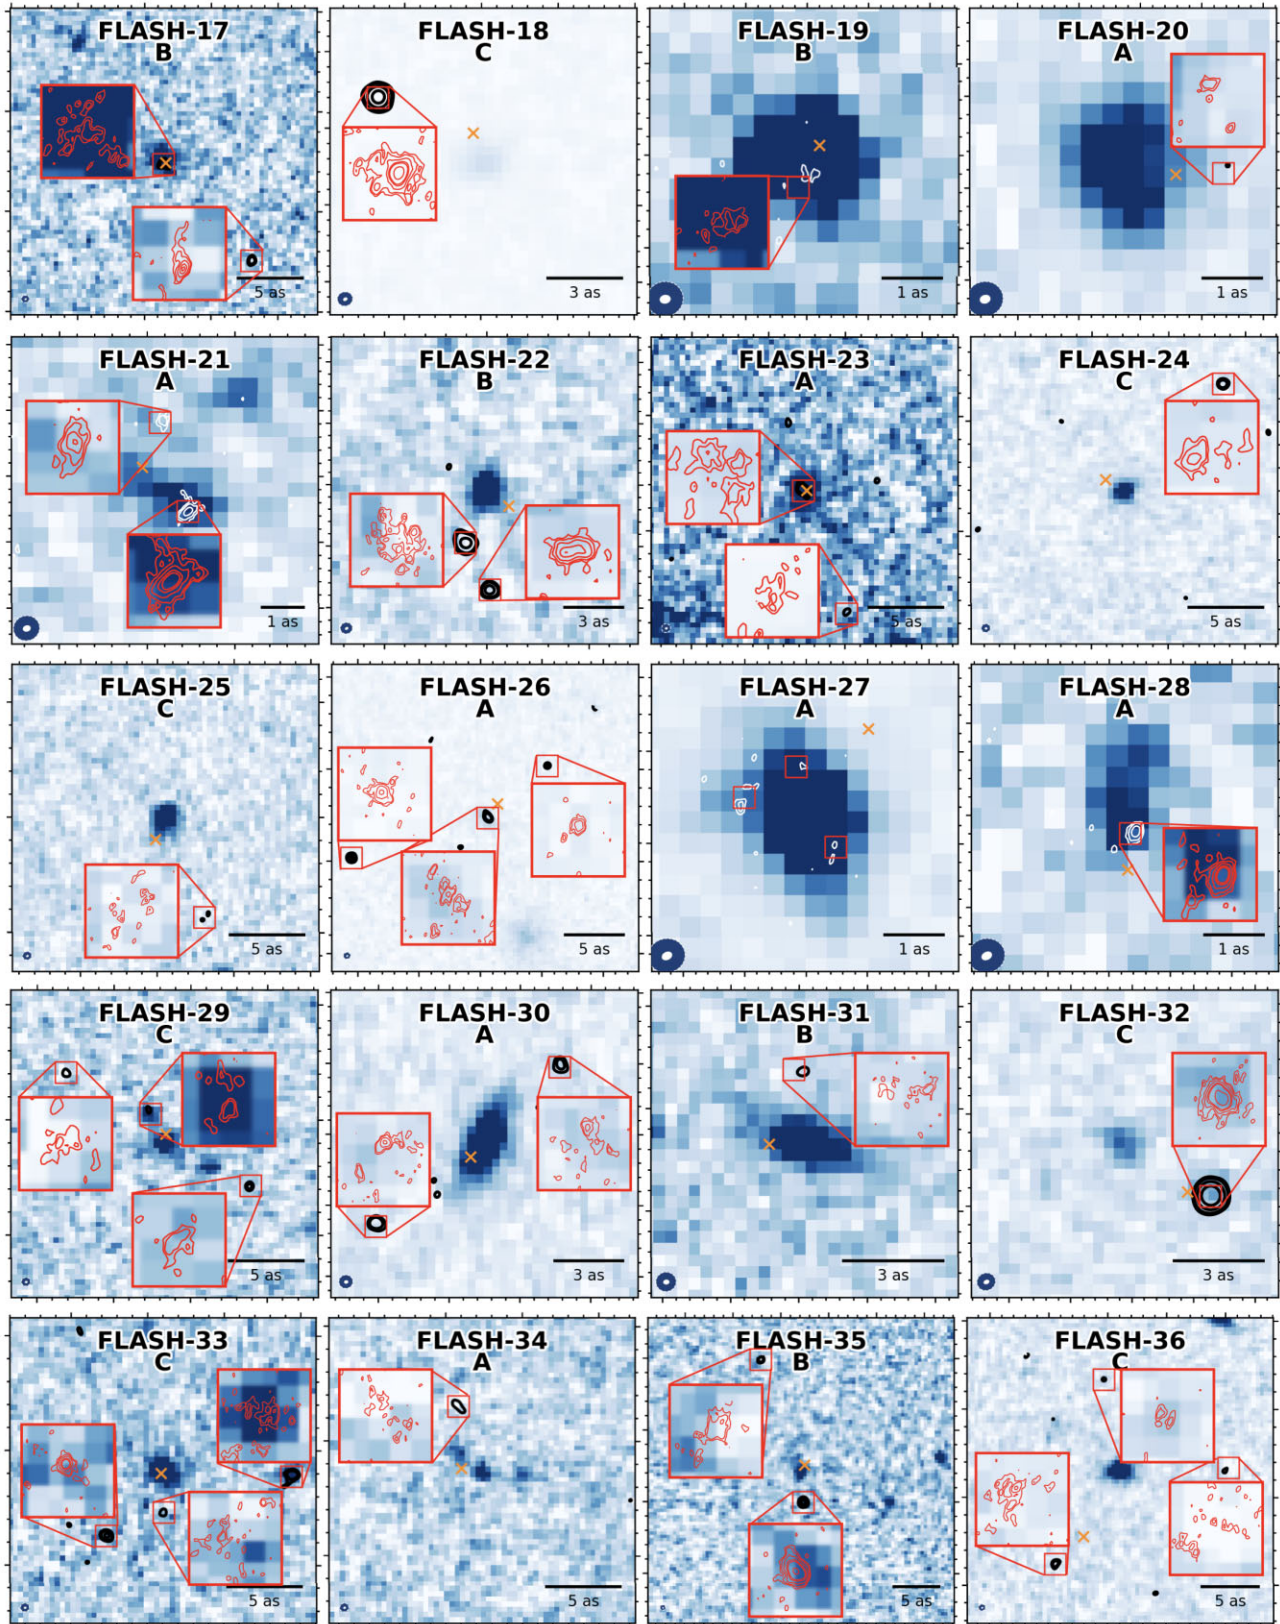 FLASH-17
B
5 as
FLASH-18
C
3 as
FLASH-19
B
1 as
FLASH-20
A
1 as
FLASH-21
A
1 as
FLASH-22
B
3 as
FLASH-23
A
5 as
FLASH-24
C
5 as
FLASH-25
C
5 as
FLASH-26
A
5 as
FLASH-27
A
1 as
FLASH-28
A
1 as
FLASH-29
C
5 as
FLASH-30
A
3 as
FLASH-31
B
3 as
FLASH-32
C
3 as
FLASH-33
C
5 as
FLASH-34
A
5 as
FLASH-35
B
5 as
FLASH-36
C
5 as